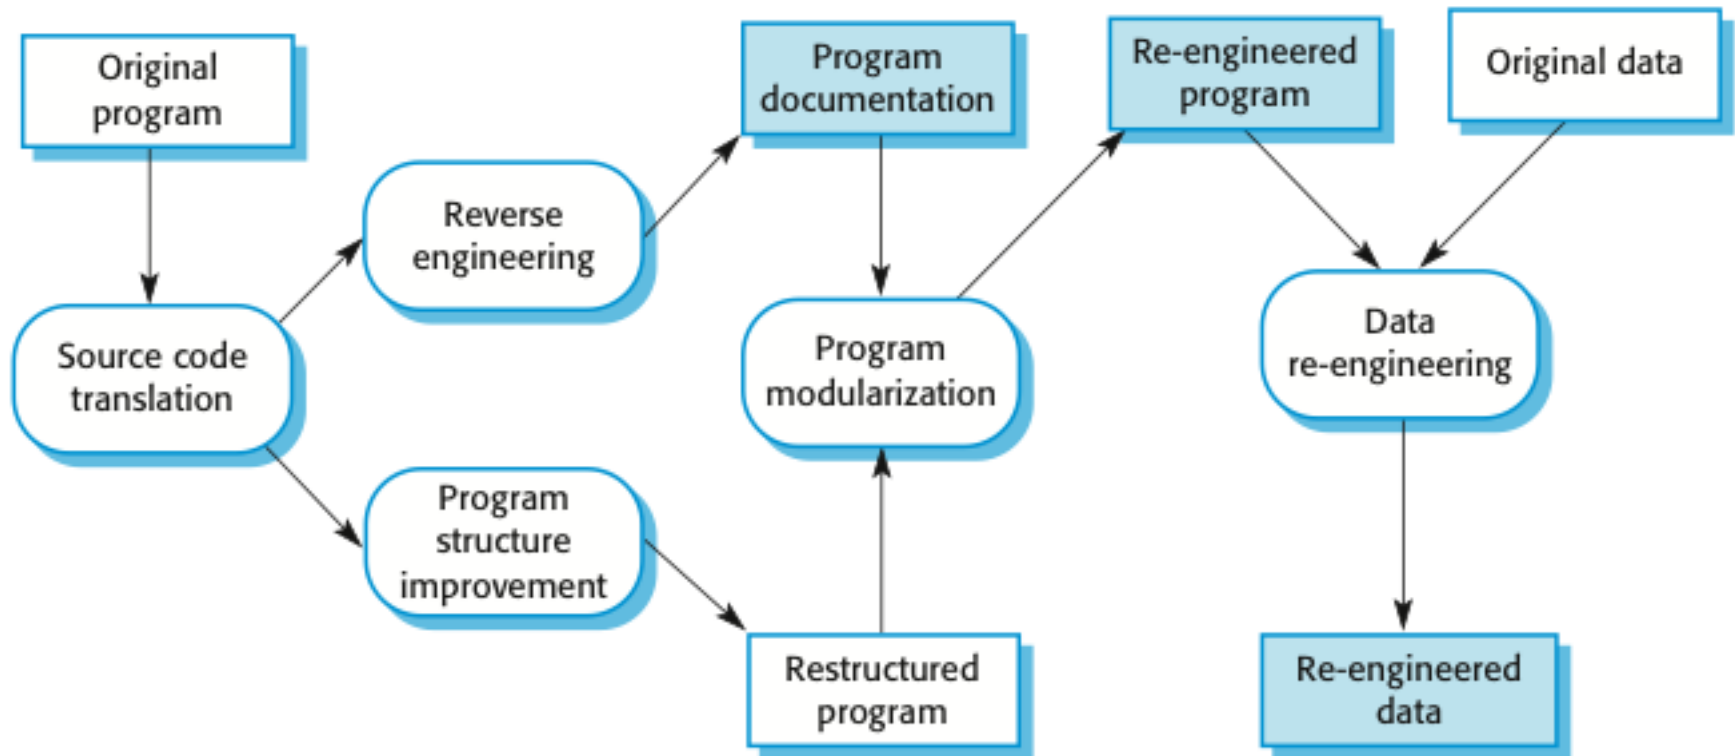 Original
program
Program
documentation
Re-engineered
program
Original data
Reverse
engineering
Source code
translation
Program
modularization
Data
re-engineering
Program
structure
improvement
Restructured
program
Re-engineered
data